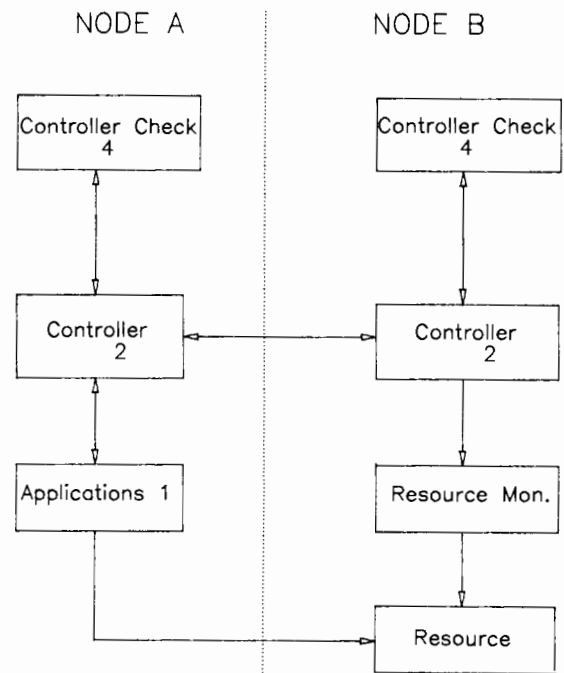 NODE A
NODE B
Controller Check
4
Controller Check
4
Controller
2
Controller
2
Applications 1
Resource Mon.
Resource